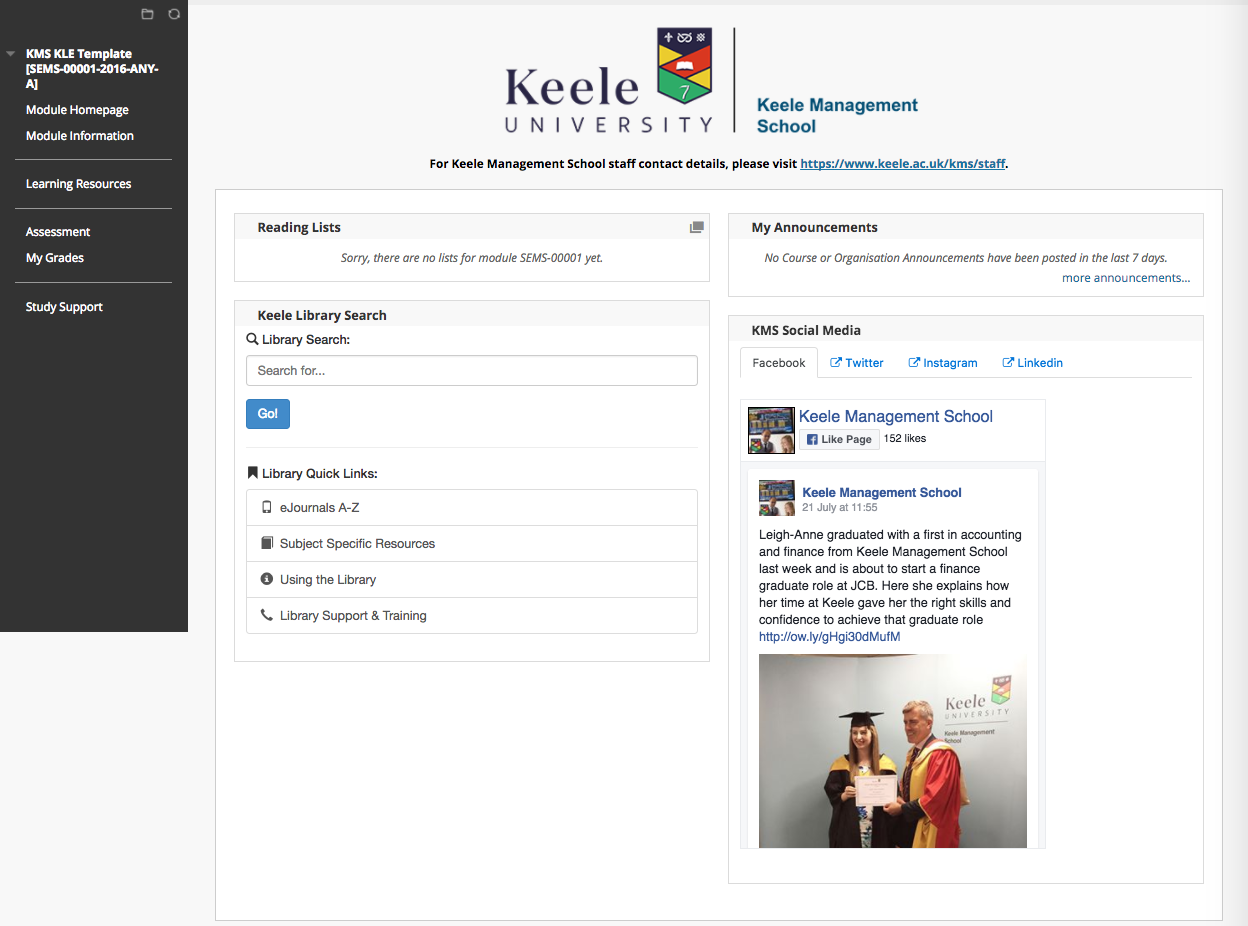 KMS KLE Template
[SEMS-00001-2016-ANY-
A]
Module Homepage
Module Information
Learning Resources
Assessment
My Grades
Study Support
Keele
UNIVERSITY
7
Keele Management
School
For Keele Management School staff contact details, please visit https://www.keele.ac.uk/kms/staff.
Reading Lists
Sorry, there are no lists for module SEMS-00001 yet.
Keele Library Search
Library Search:
Search for...
Go!
Library Quick Links:
eJournals A-Z
Subject Specific Resources
Using the Library
Library Support & Training
My Announcements
No Course or Organisation Announcements have been posted in the last 7 days.
more announcements...
KMS Social Media
Facebook Twitter Instagram Linkedin
Keele Management School
Like Page 152 likes
Keele Management School
21 July at 11:55
Leigh-Anne graduated with a first in accounting
and finance from Keele Management School
last week and is about to start a finance
graduate role at JCB. Here she explains how
her time at Keele gave her the right skills and
confidence to achieve that graduate role
http://ow.ly/gHgi30dMufM
Keele
UNIVERSITY
Keele Management
School